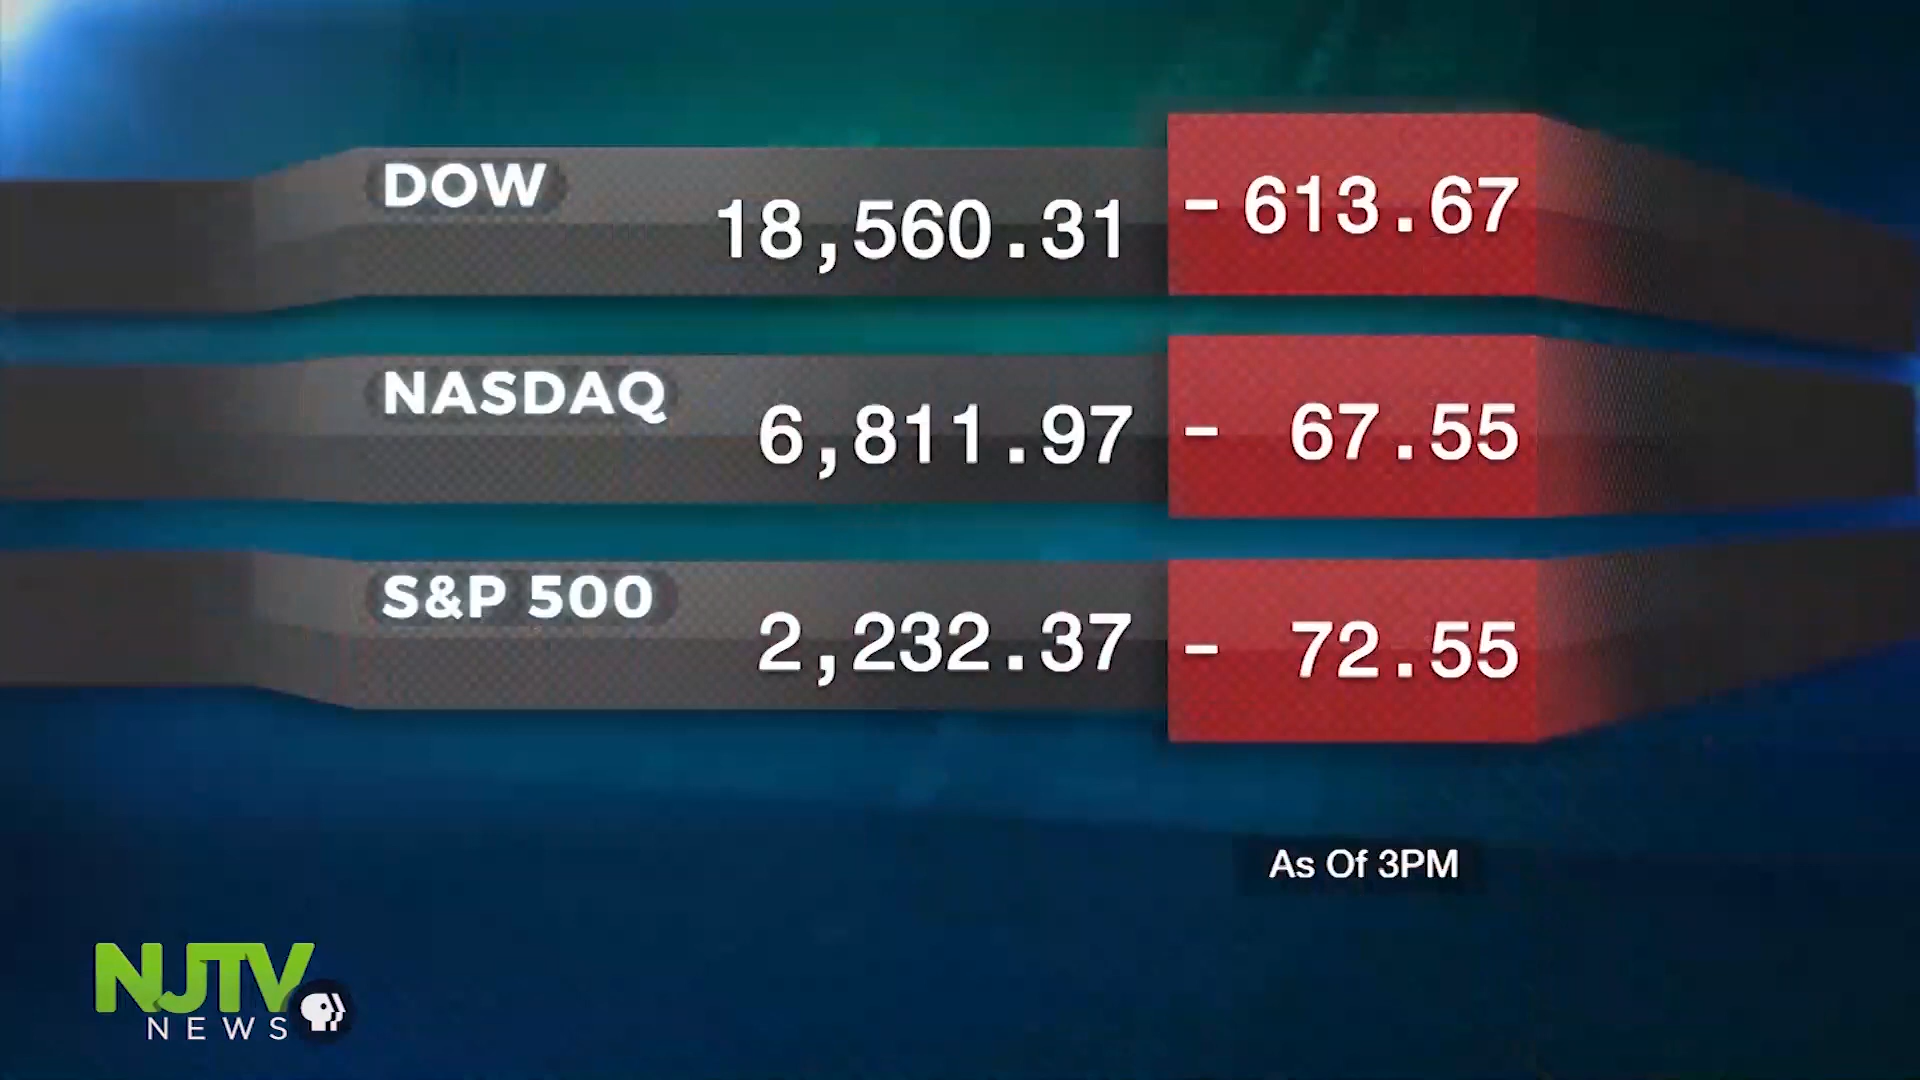 DOW
18,560.31 - 613.67
NASDAQ
6,811.97 - 67.55
S&P 500
2,232.37 - 72.55
As Of 3PM
NJTV
NEWS